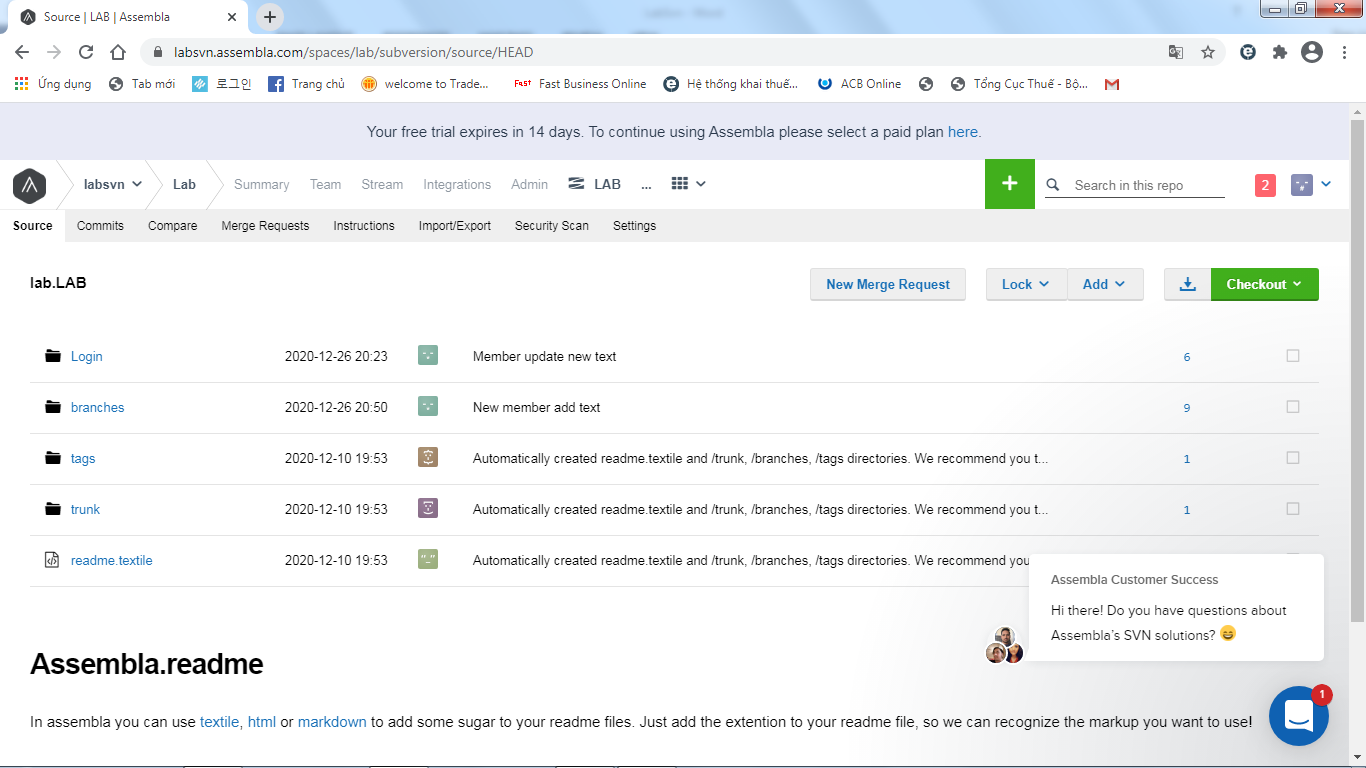 Source | LAB | Assembla
labsvn.assembla.com/spaces/lab/subversion/source/HEAD
Ứng dụng Tab mới 로그인 Trang chủ welcome to Trade... Fast Fast Business Online Hệ thống khai thuế... ACB Online Tổng Cục Thuế - Bộ...
Your free trial expires in 14 days. To continue using Assembla please select a paid plan here.
labsvn Lab Summary Team Stream Integrations Admin LAB ... Search in this repo 2
Source Commits Compare Merge Requests Instructions Import/Export Security Scan Settings
lab.LAB New Merge Request Lock Add Checkout
Login 2020-12-26 20:23 Member update new text 6
branches 2020-12-26 20:50 New member add text 9
tags 2020-12-10 19:53 Automatically created readme.textile and /trunk, /branches, /tags directories. We recommend you t... 1
trunk 2020-12-10 19:53 Automatically created readme.textile and /trunk, /branches, /tags directories. We recommend you t... 1
readme.textile 2020-12-10 19:53 Automatically created readme.textile and /trunk, /branches, /tags directories. We recommend you
Assembla Customer Success
Hi there! Do you have questions about
Assembla's SVN solutions? 😄
1
Assembla.readme
In assembla you can use textile, html or markdown to add some sugar to your readme files. Just add the extention to your readme file, so we can recognize the markup you want to use!